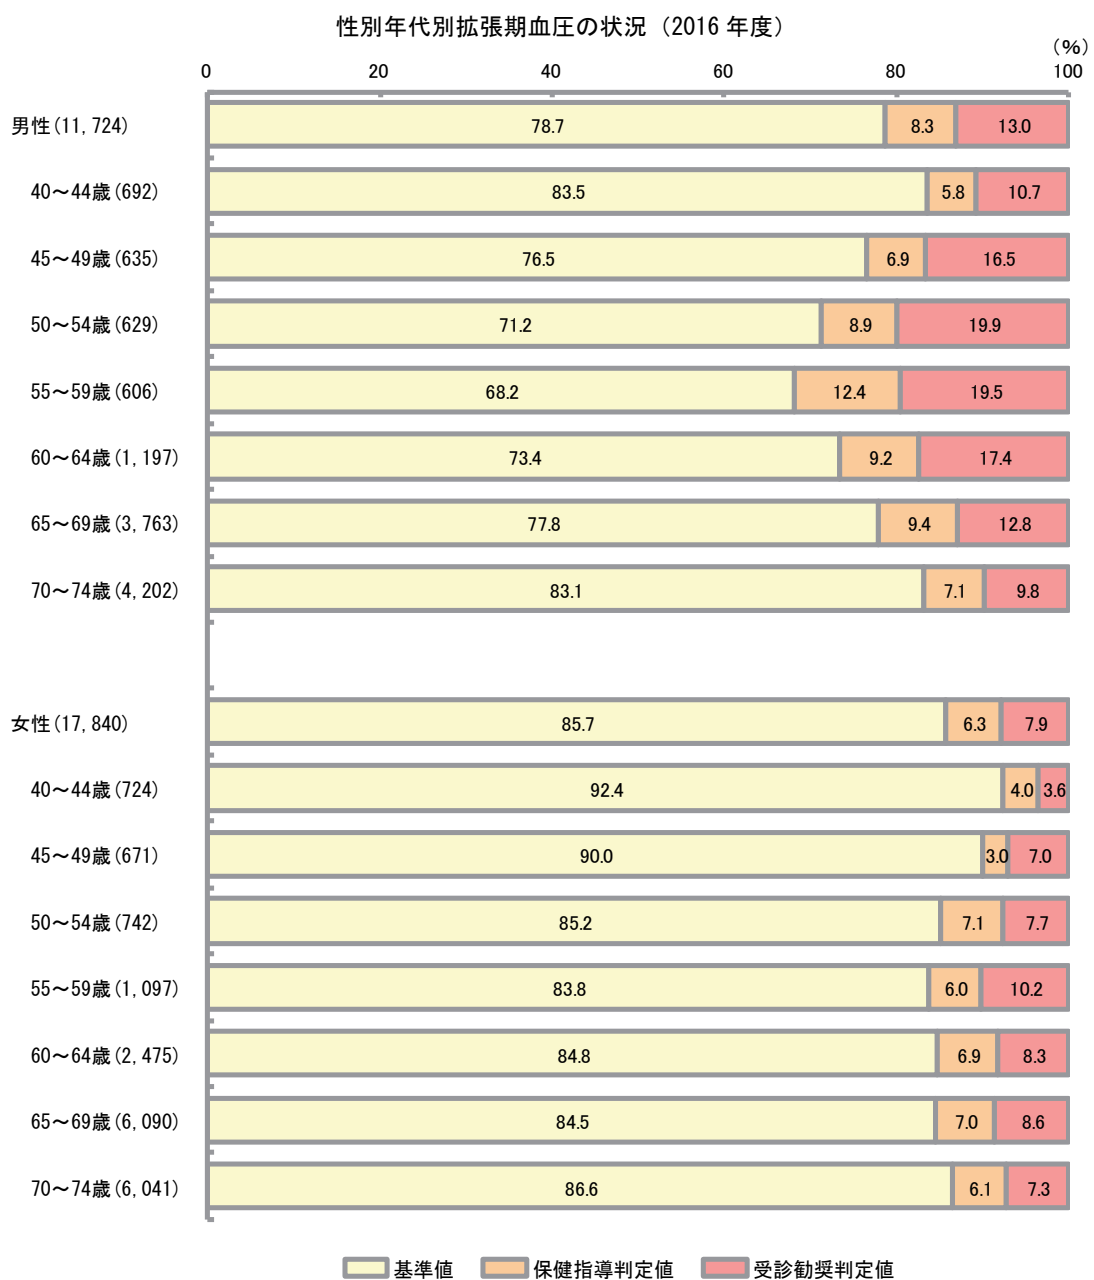 性別年代別拡張期血圧の状況（2016 年度）
(%)
0 20 40 60 80 100
男性(11,724) 78.7 8.3 13.0
40～44歳(692) 83.5 5.8 10.7
45～49歳(635) 76.5 6.9 16.5
50～54歳(629) 71.2 8.9 19.9
55～59歳(606) 68.2 12.4 19.5
60～64歳(1,197) 73.4 9.2 17.4
65～69歳(3,763) 77.8 9.4 12.8
70～74歳(4,202) 83.1 7.1 9.8
女性(17,840) 85.7 6.3 7.9
40～44歳(724) 92.4 4.0 3.6
45～49歳(671) 90.0 3.0 7.0
50～54歳(742) 85.2 7.1 7.7
55～59歳(1,097) 83.8 6.0 10.2
60～64歳(2,475) 84.8 6.9 8.3
65～69歳(6,090) 84.5 7.0 8.6
70～74歳(6,041) 86.6 6.1 7.3
基準値 保健指導判定値 受診勧奨判定値